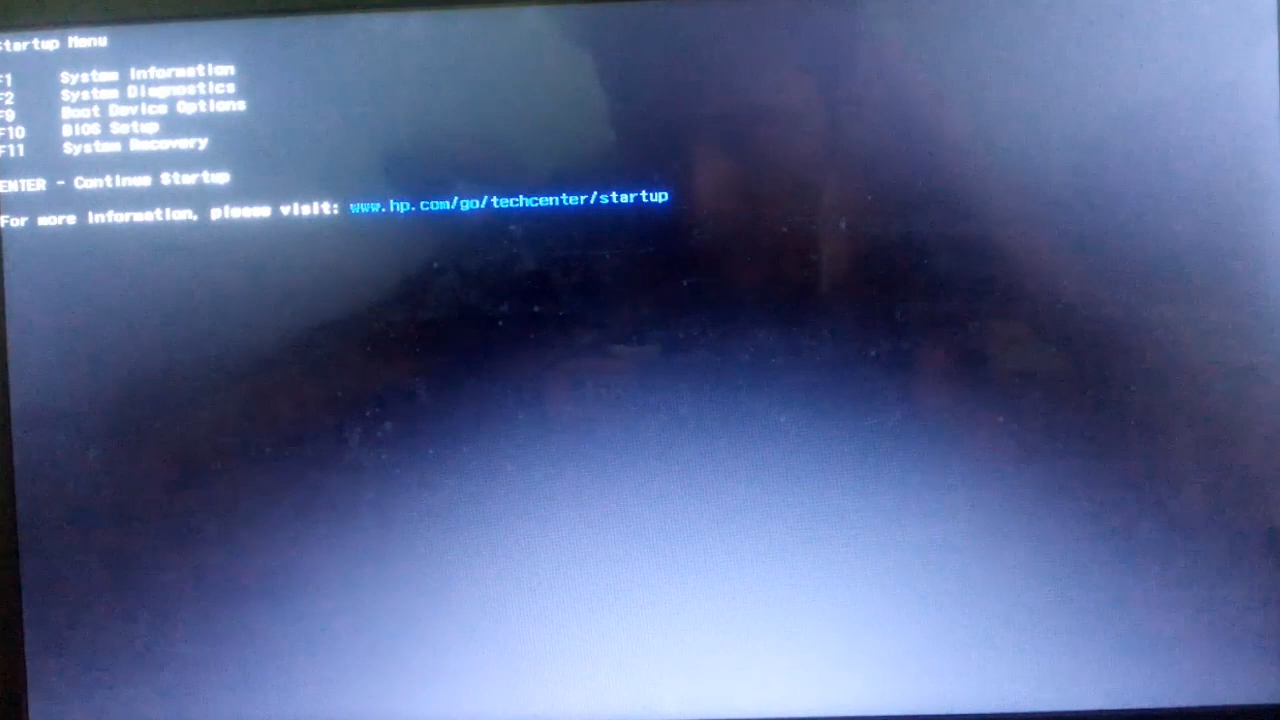 Startup Menu
F1 System Information
F2 System Diagnostics
F9 Boot Device Options
F10 BIOS Setup
F11 System Recovery
ENTER - Continue Startup
For more information, please visit: www.hp.com/go/techcenter/startup